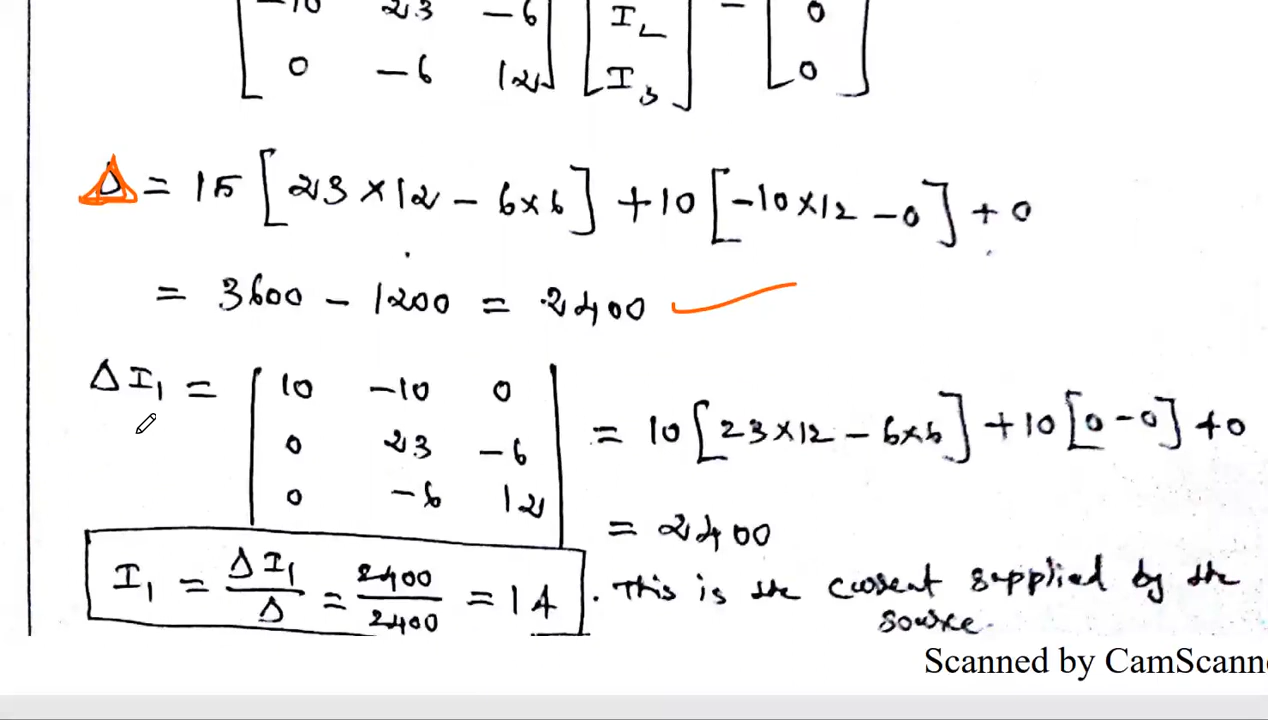 -10 23 -6 I2 = 0
0 -6 12 I3 0
Δ = 15 [23×12 - 6×6] +10 [-10×12 -0] + 0
= 3600 - 1200 = 2400
ΔI1 = | 10 -10 0 | = 10 [23×12 - 6×6] +10 [0-0] +0
0 23 -6
0 -6 12
= 2400
I1 = ΔI1/Δ = 2400/2400 = 1A . This is the current supplied by the
source.
Scanned by CamScann